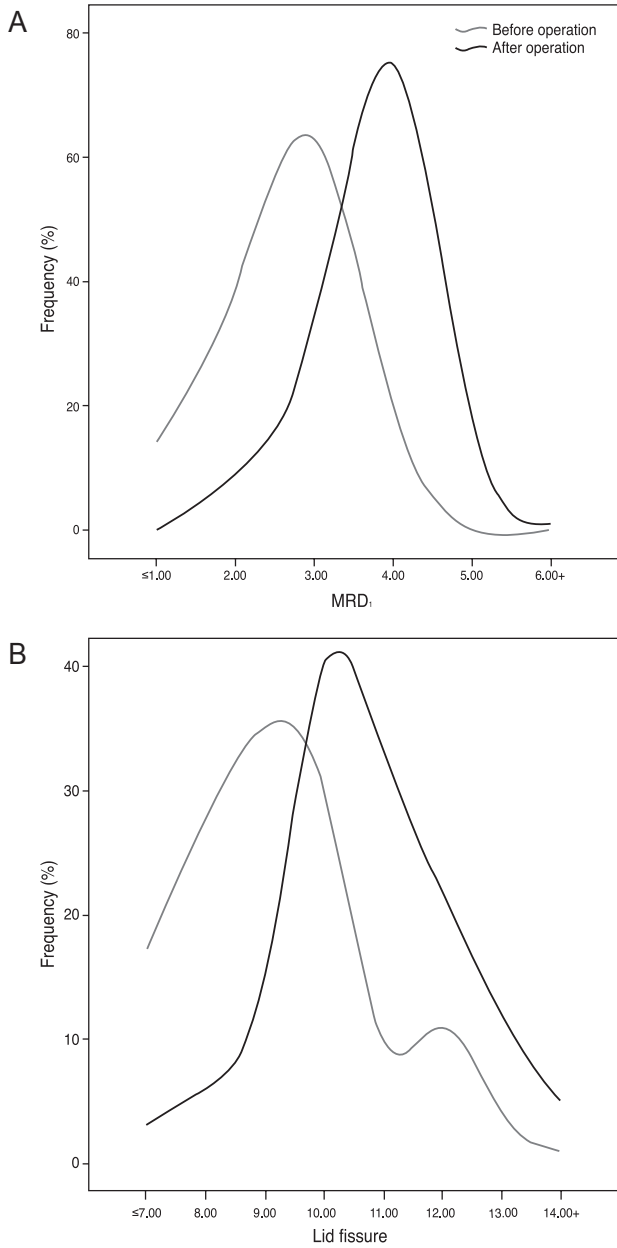 A
Before operation
After operation
80
60
40
20
0
Frequency (%)
≤1.00 2.00 3.00 4.00 5.00 6.00+
MRD₁
B
40
30
20
10
0
Frequency (%)
≤7.00 8.00 9.00 10.00 11.00 12.00 13.00 14.00+
Lid fissure